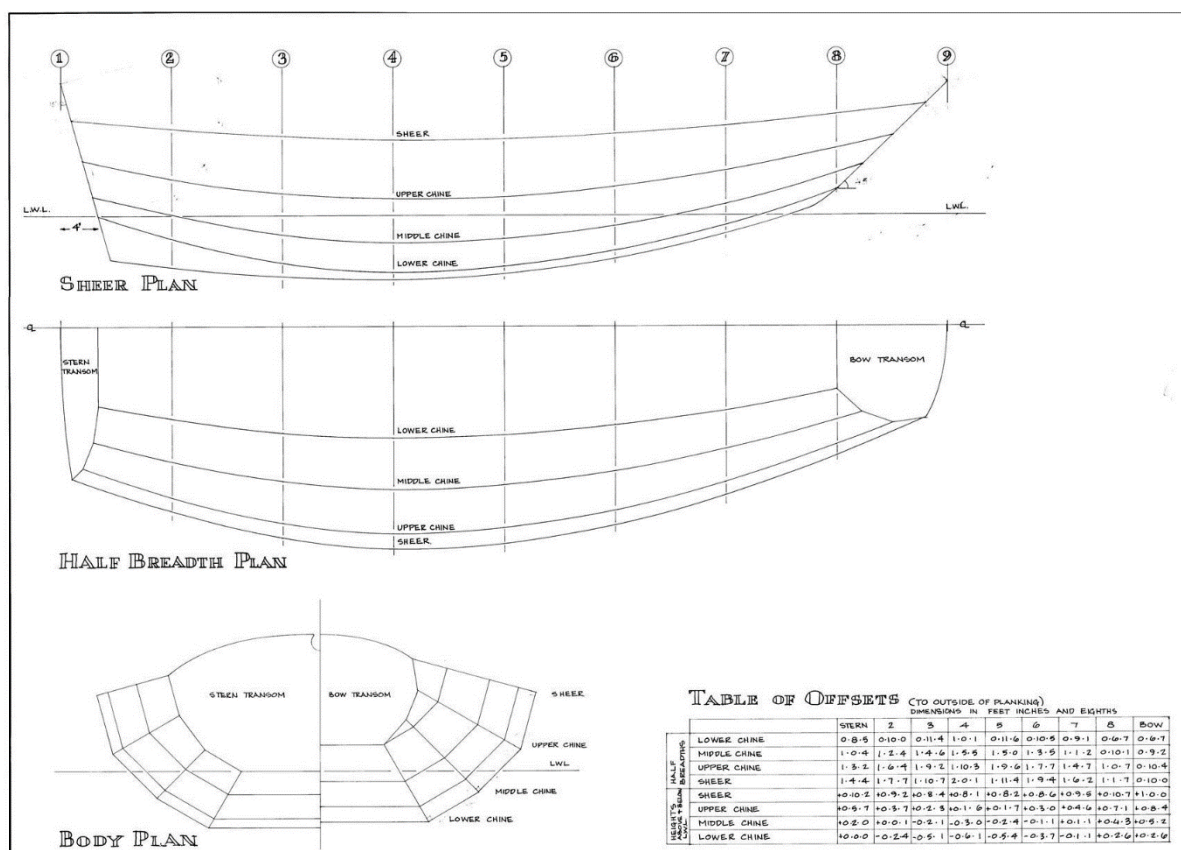 1 2 3 4 5 6 7 8 9
SHEER
UPPER CHINE
L.W.L. LWL.
4"
MIDDLE CHINE
LOWER CHINE
SHEER PLAN
STERN TRANSOM
BOW TRANSOM
LOWER CHINE
MIDDLE CHINE
UPPER CHINE
SHEER.
HALF BREADTH PLAN
STERN TRANSOM BOW TRANSOM
SHEER
UPPER CHINE
LWL
MIDDLE CHINE
LOWER CHINE
BODY PLAN
TABLE OF OFFSETS (TO OUTSIDE OF PLANKING)
DIMENSIONS IN FEET INCHES AND EIGHTHS
STERN 2 3 4 5 6 7 8 BOW
HALF BREADTHS
LOWER CHINE 0·8·5 0·10·0 0·11·4 1·0·1 0·11·6 0·10·5 0·9·1 0·6·7 0·6·7
MIDDLE CHINE 1·0·4 1·2·4 1·4·6 1·5·5 1·5·0 1·3·5 1·1·2 0·10·1 0·9·2
UPPER CHINE 1·3·2 1·6·4 1·9·2 1·10·3 1·9·6 1·7·7 1·4·7 1·0·7 0·10·4
SHEER 1·4·4 1·7·7 1·10·7 2·0·1 1·11·4 1·9·4 1·6·2 1·1·7 0·10·0
HEIGHTS ABOVE & BELOW LWL
SHEER +0·10·2 +0·9·2 +0·8·4 +0·8·1 +0·8·2 +0·8·6 +0·9·5 +0·10·7 +1·0·0
UPPER CHINE +0·5·7 +0·3·7 +0·2·3 +0·1·6 +0·1·7 +0·3·0 +0·4·6 +0·7·1 +0·8·4
MIDDLE CHINE +0·2·0 +0·0·1 -0·2·1 -0·3·0 -0·2·4 -0·1·1 +0·1·1 +0·4·3 +0·5·2
LOWER CHINE +0·0·0 -0·2·4 -0·5·1 -0·6·1 -0·5·4 -0·3·7 -0·1·1 +0·2·6 +0·2·6